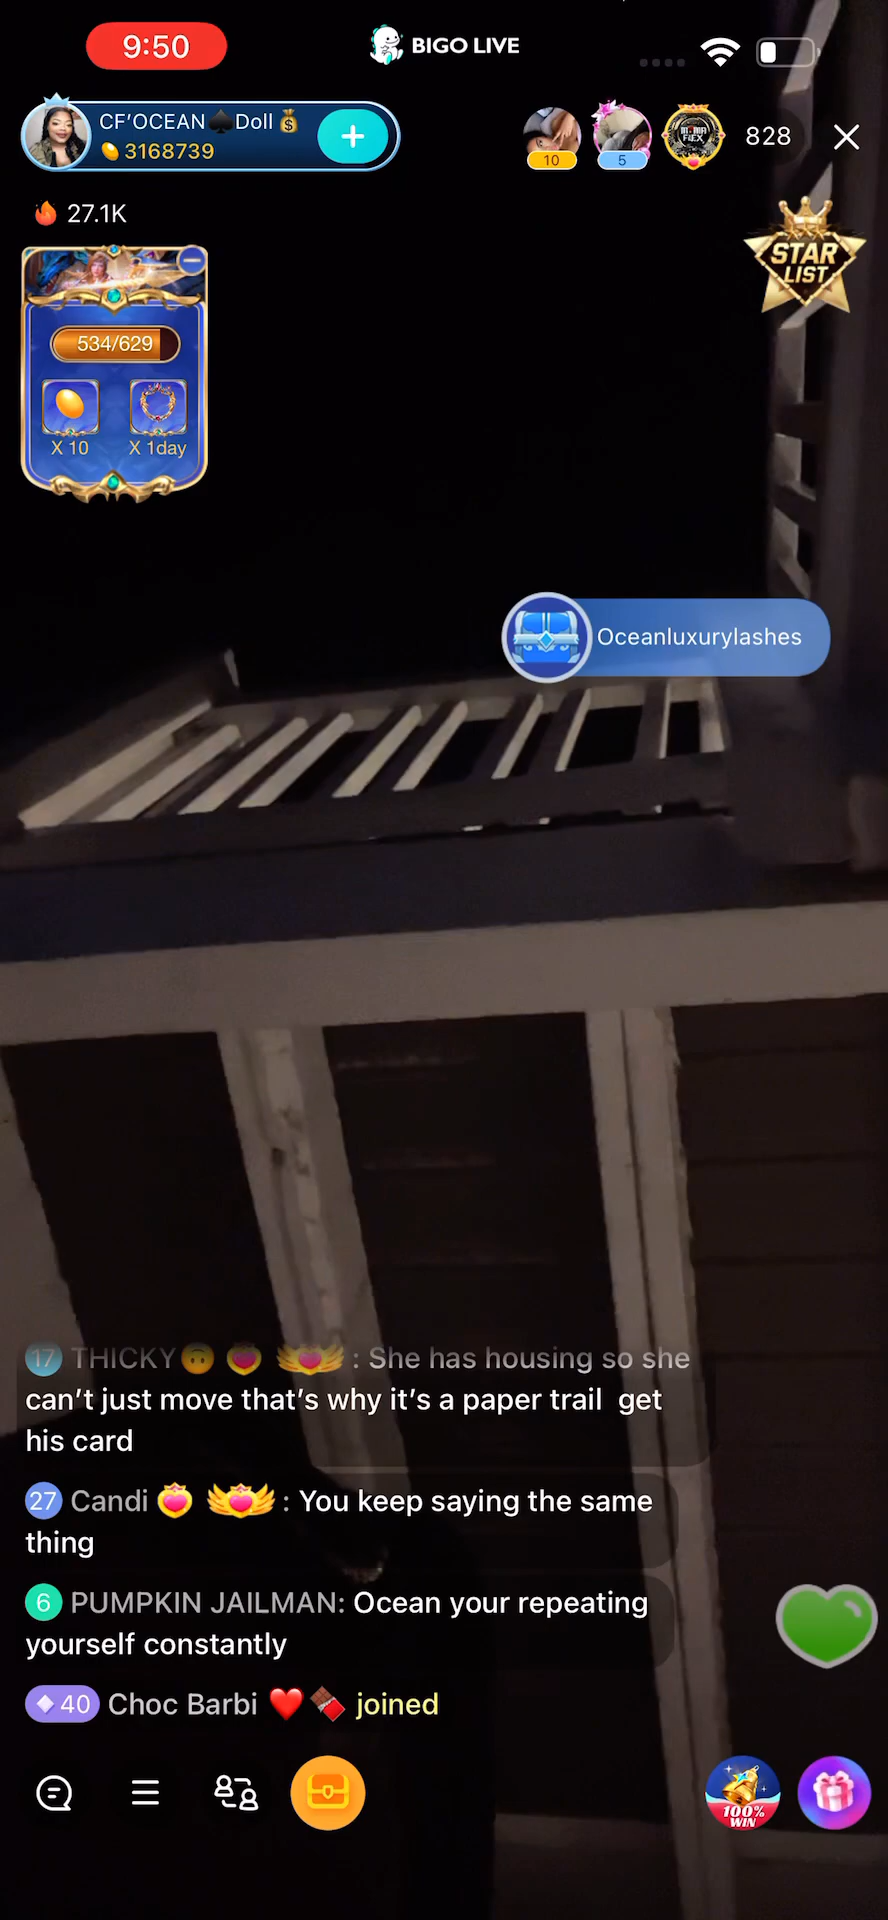 9:50
BIGO LIVE
CF'OCEAN♠️Doll💰
3168739
10
5
828
27.1K
STAR
LIST
534/629
X 10
X 1day
Oceanluxurylashes
17 THICKY🙃 : She has housing so she
can't just move that's why it's a paper trail get
his card
27 Candi : You keep saying the same
thing
6 PUMPKIN JAILMAN: Ocean your repeating
yourself constantly
40 Choc Barbi ❤️🍫 joined
100%
WIN